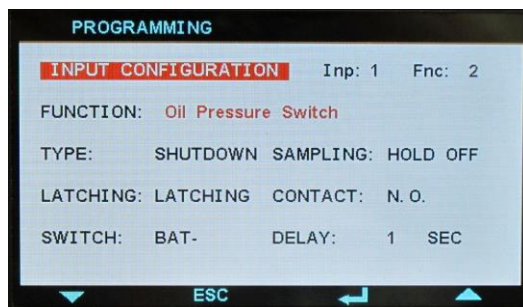 PROGRAMMING
INPUT CONFIGURATION Inp: 1 Fnc: 2
FUNCTION: Oil Pressure Switch
TYPE: SHUTDOWN SAMPLING: HOLD OFF
LATCHING: LATCHING CONTACT: N.O.
SWITCH: BAT- DELAY: 1 SEC
ESC